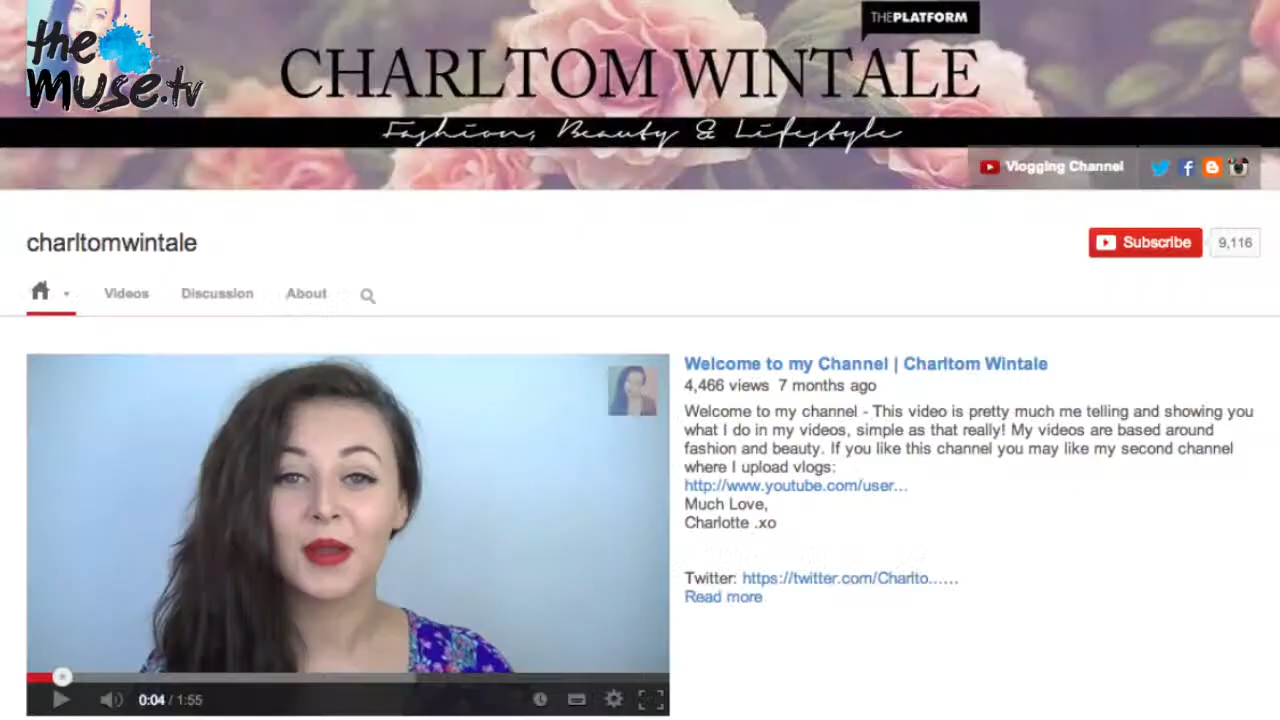 the
muse.tv
THEPLATFORM
CHARLTOM WINTALE
Fashion, Beauty & Lifestyle
Vlogging Channel
charltomwintale
Subscribe 9,116
Videos Discussion About
Welcome to my Channel | Charltom Wintale
4,466 views 7 months ago
Welcome to my channel - This video is pretty much me telling and showing you
what I do in my videos, simple as that really! My videos are based around
fashion and beauty. If you like this channel you may like my second channel
where I upload vlogs:
http://www.youtube.com/user...
Much Love,
Charlotte .xo
Twitter: https://twitter.com/Charlto......
Read more
0:04 / 1:55